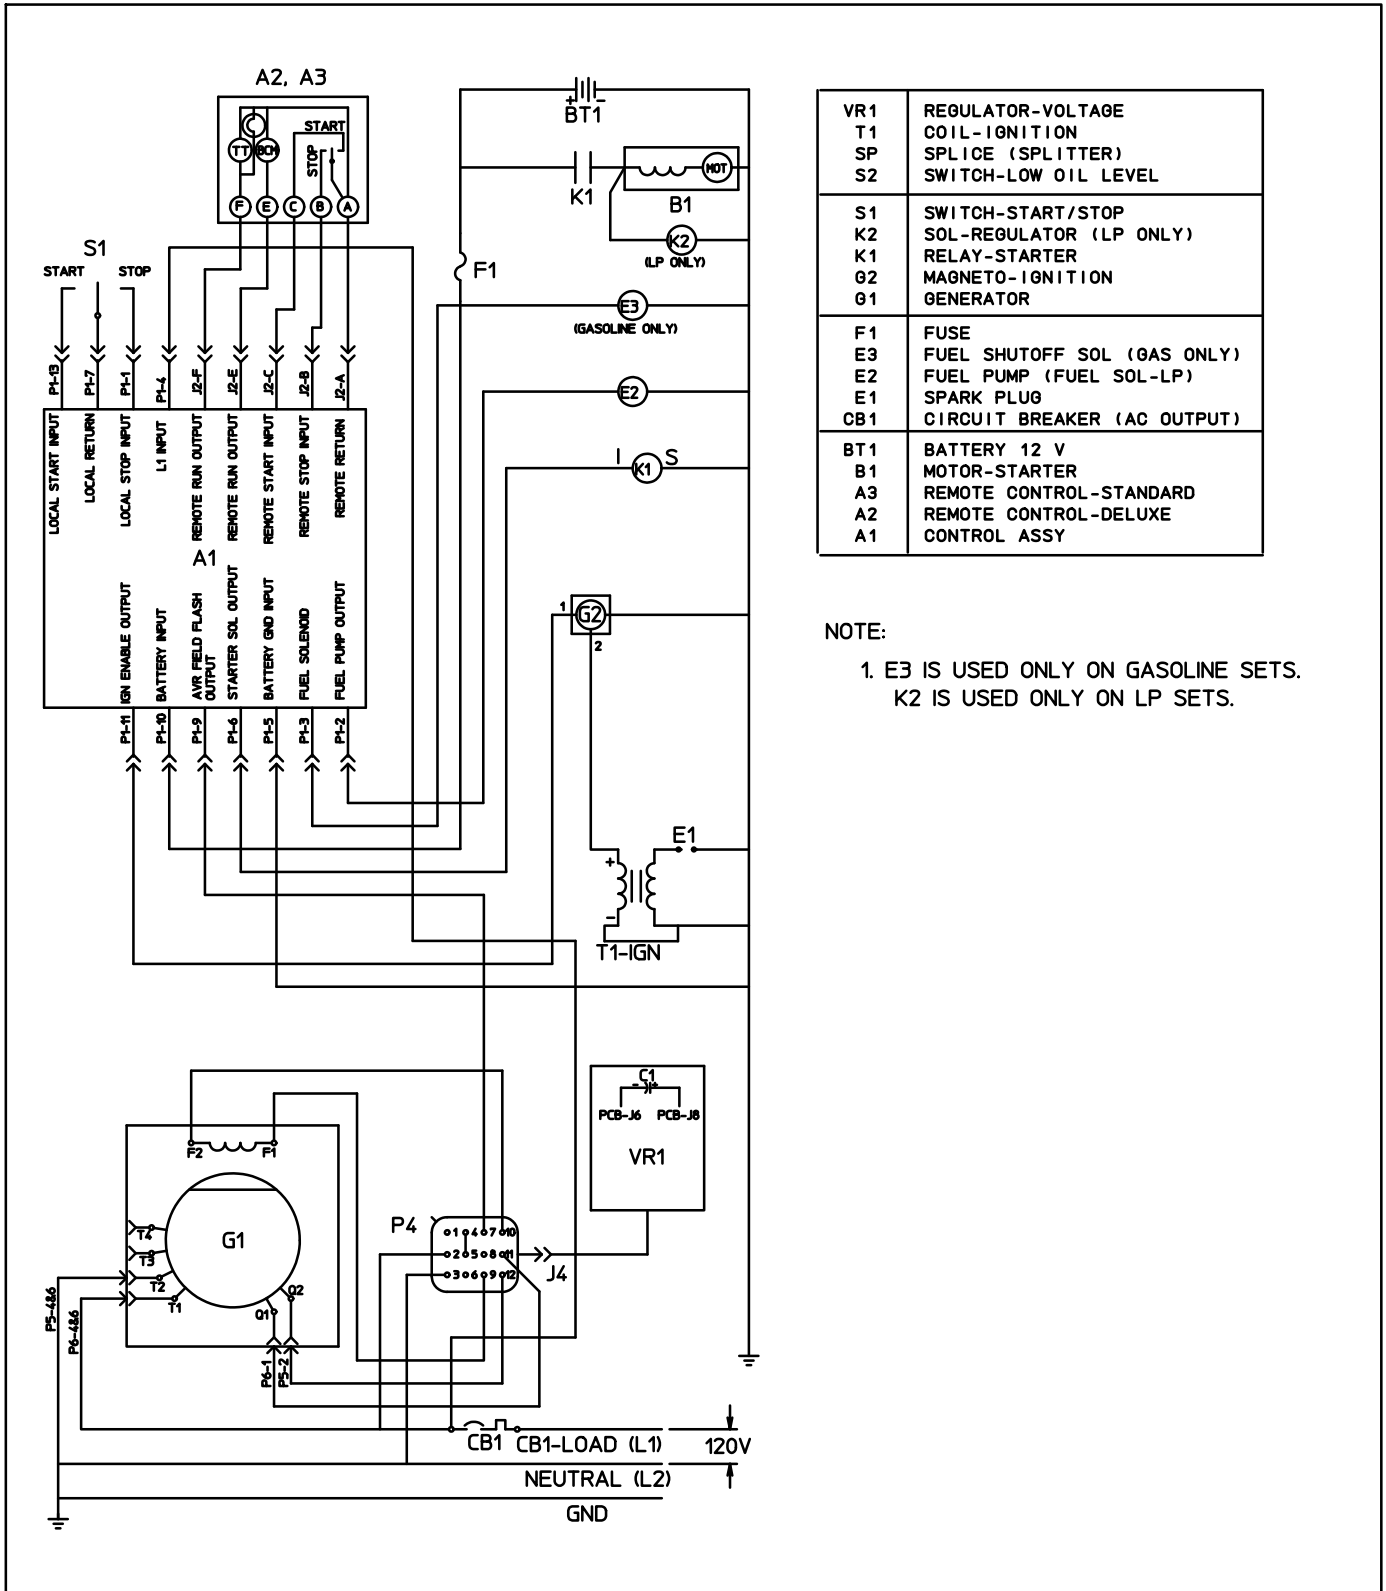 A2, A3
START
STOP
TT
BCM
F E C B A
BT1
+ -
K1
MOT
B1
K2
(LP ONLY)
F1
E3
(GASOLINE ONLY)
E2
I K1 S
S1
START STOP
P1-13 P1-7 P1-1 P1-4 J2-F J2-E J2-C J2-B J2-A
LOCAL START INPUT
LOCAL RETURN
LOCAL STOP INPUT
L1 INPUT
REMOTE RUN OUTPUT
REMOTE RUN OUTPUT
REMOTE START INPUT
REMOTE STOP INPUT
REMOTE RETURN
A1
IGN ENABLE OUTPUT
BATTERY INPUT
AVR FIELD FLASH
OUTPUT
STARTER SOL OUTPUT
BATTERY GND INPUT
FUEL SOLENOID
FUEL PUMP OUTPUT
P1-11 P1-10 P1-9 P1-6 P1-5 P1-3 P1-2
1 G2
2
E1
+
-
T1-IGN
VR1 REGULATOR-VOLTAGE
T1 COIL-IGNITION
SP SPLICE (SPLITTER)
S2 SWITCH-LOW OIL LEVEL
S1 SWITCH-START/STOP
K2 SOL-REGULATOR (LP ONLY)
K1 RELAY-STARTER
G2 MAGNETO-IGNITION
G1 GENERATOR
F1 FUSE
E3 FUEL SHUTOFF SOL (GAS ONLY)
E2 FUEL PUMP (FUEL SOL-LP)
E1 SPARK PLUG
CB1 CIRCUIT BREAKER (AC OUTPUT)
BT1 BATTERY 12 V
B1 MOTOR-STARTER
A3 REMOTE CONTROL-STANDARD
A2 REMOTE CONTROL-DELUXE
A1 CONTROL ASSY
NOTE:
1. E3 IS USED ONLY ON GASOLINE SETS.
K2 IS USED ONLY ON LP SETS.
C1
- +
PCB-J6 PCB-J8
VR1
F2 F1
G1
T4
T3
T2
T1
Q1 Q2
P5-4&6
P6-4&6
P6-1
P5-2
P4
1 4 7 10
2 5 8 11
3 6 9 12
J4
CB1 CB1-LOAD (L1) 120V
NEUTRAL (L2)
GND